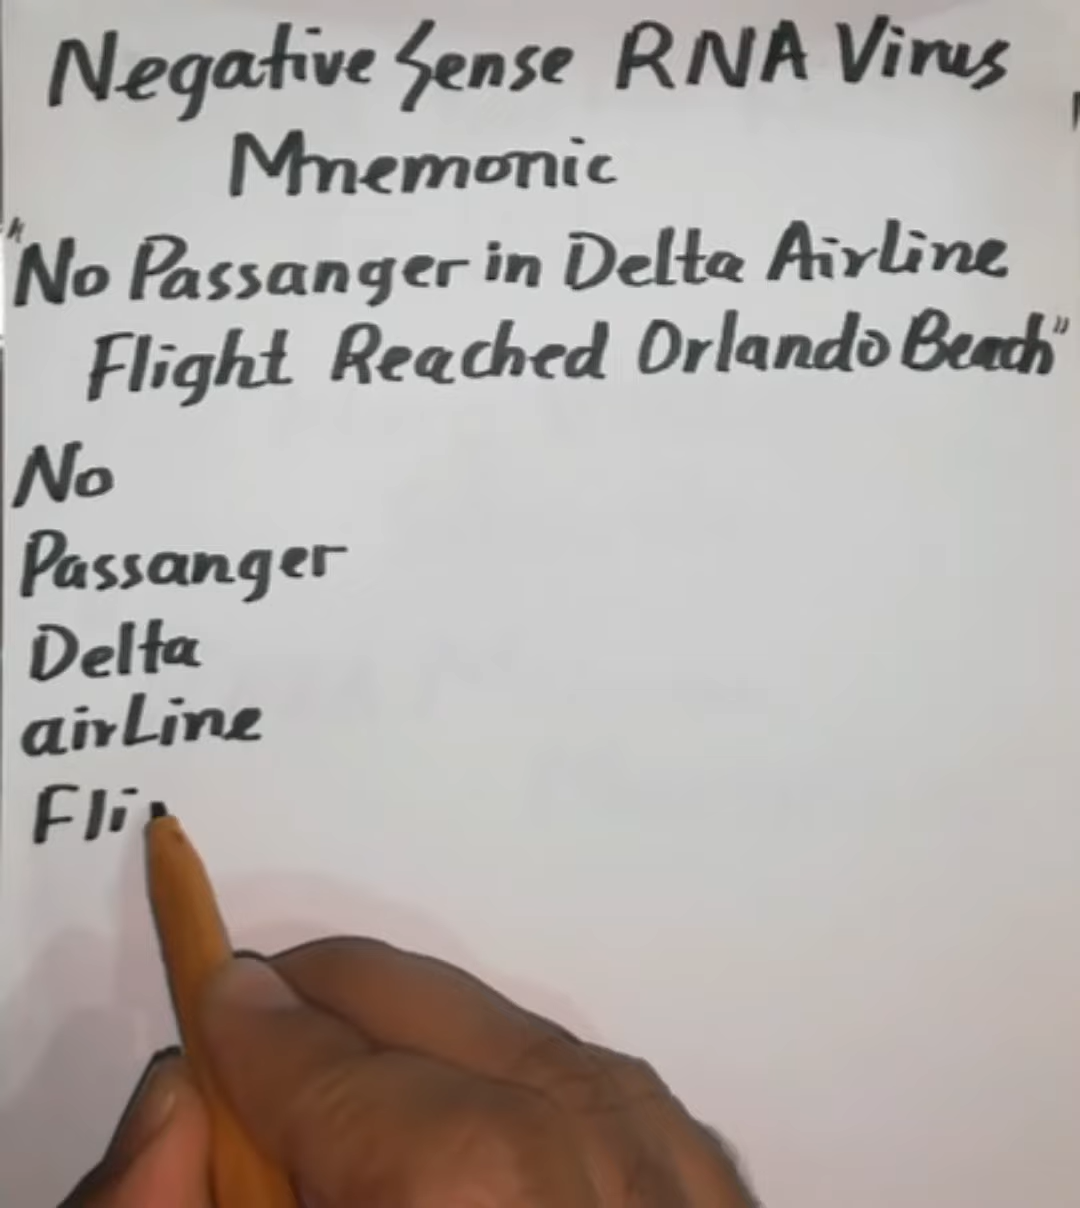 Negative Sense RNA Virus
Mnemonic
"No Passanger in Delta Airline
Flight Reached Orlando Beach"
No
Passanger
Delta
airLine
Fli